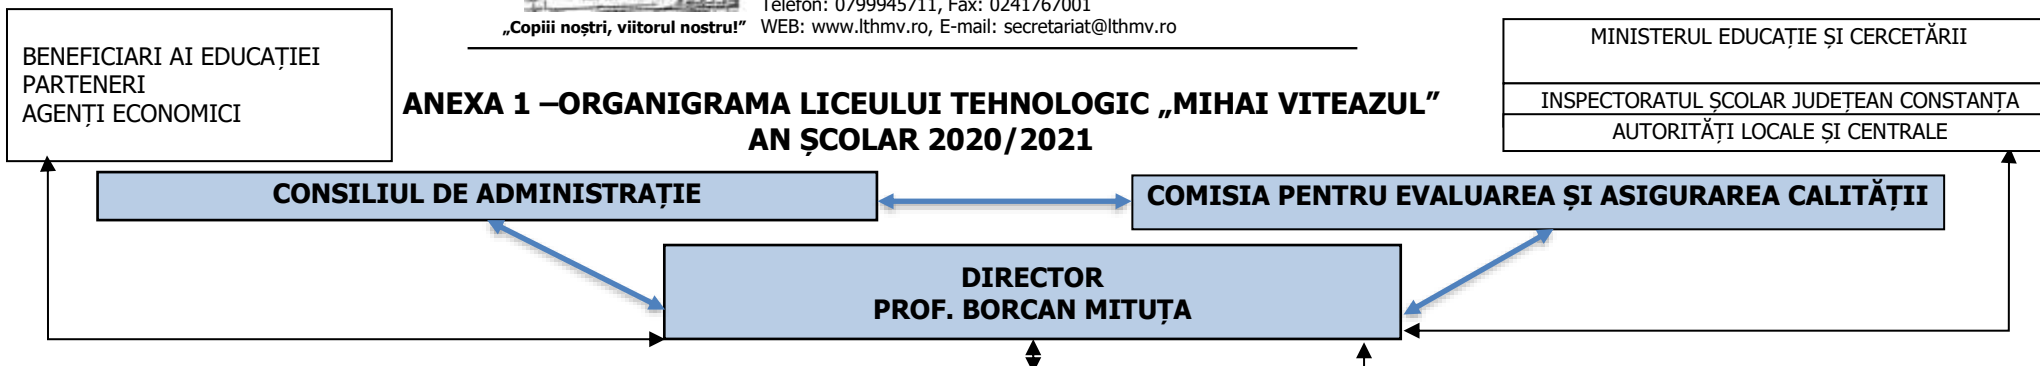 Telefon: 0799945711, Fax: 0241767001
„Copiii noștri, viitorul nostru!” WEB: www.lthmv.ro, E-mail: secretariat@lthmv.ro
BENEFICIARI AI EDUCAȚIEI
PARTENERI
AGENȚI ECONOMICI
MINISTERUL EDUCAȚIE ȘI CERCETĂRII
INSPECTORATUL ȘCOLAR JUDEȚEAN CONSTANȚA
AUTORITĂȚI LOCALE ȘI CENTRALE
ANEXA 1 –ORGANIGRAMA LICEULUI TEHNOLOGIC „MIHAI VITEAZUL”
AN ȘCOLAR 2020/2021
CONSILIUL DE ADMINISTRAȚIE
COMISIA PENTRU EVALUAREA ȘI ASIGURAREA CALITĂȚII
DIRECTOR
PROF. BORCAN MITUȚA